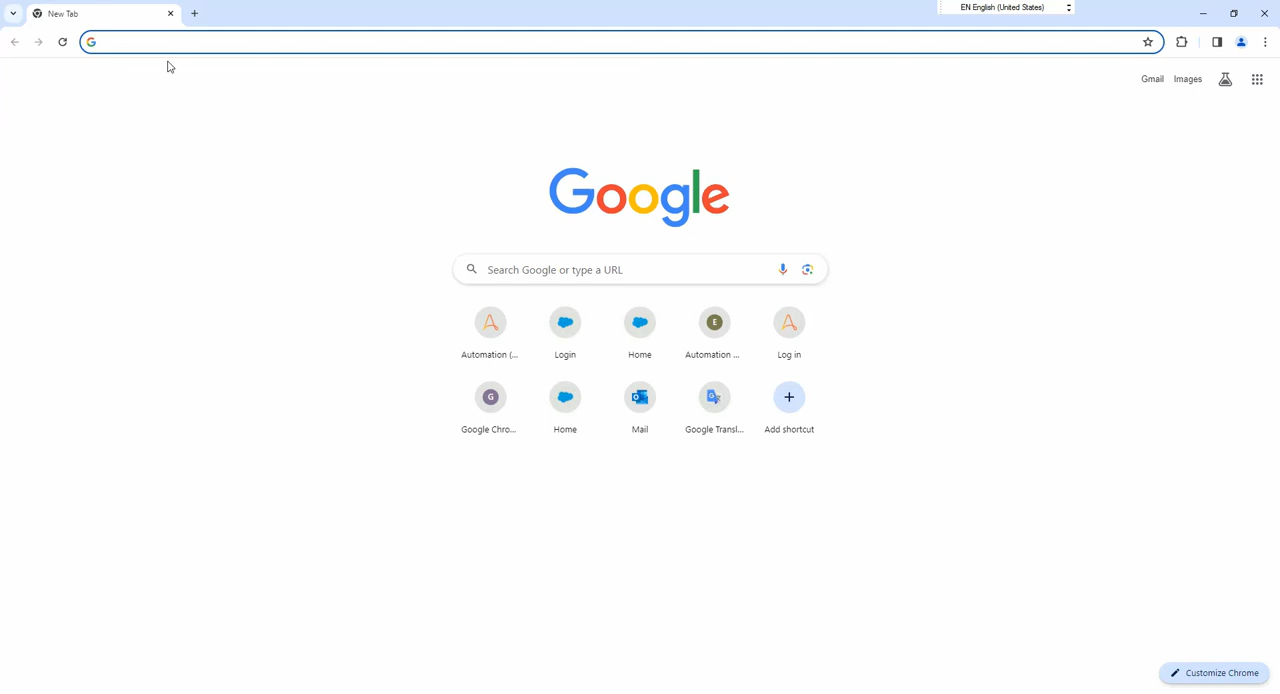 New Tab
EN English (United States)
Gmail Images
Google
Search Google or type a URL
Automation (... Login Home Automation ... Log in
E
G
Google Chro... Home Mail Google Transl... Add shortcut
Customize Chrome